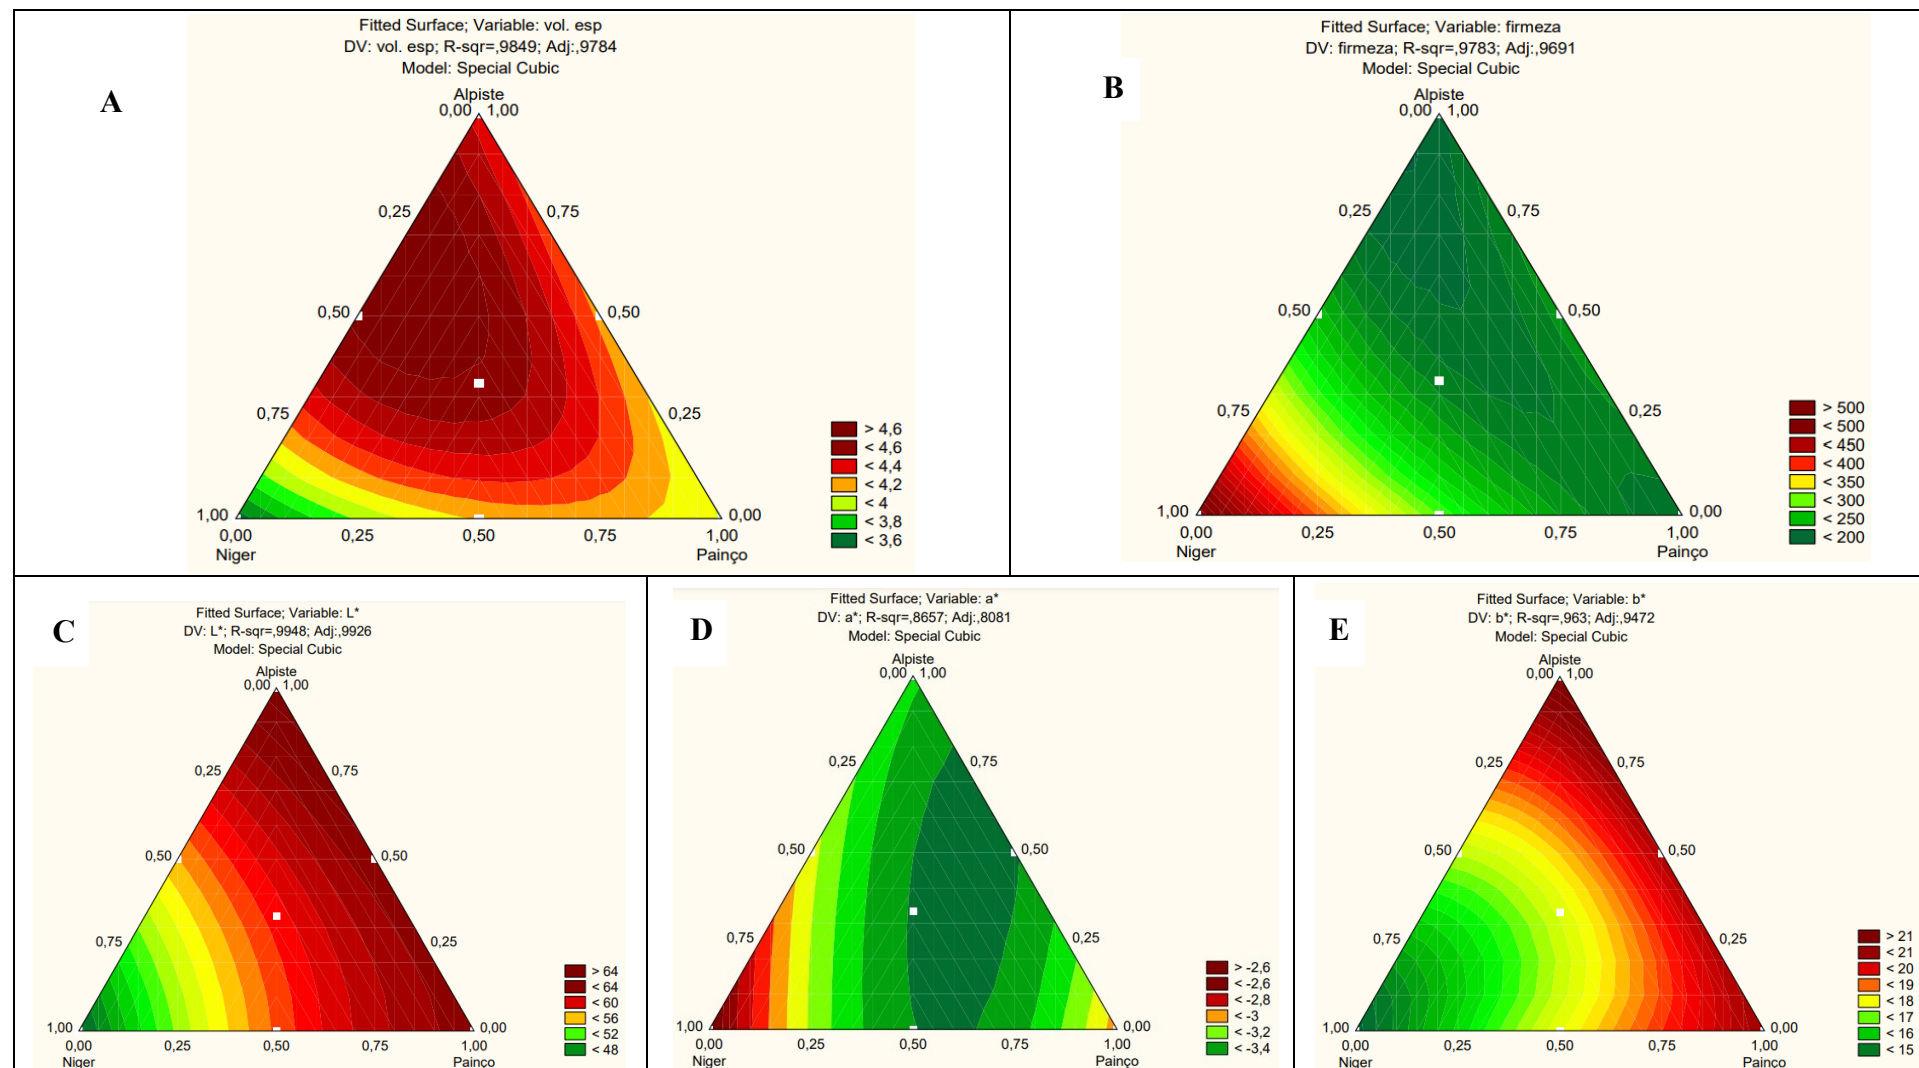 A
Fitted Surface; Variable: vol. esp
DV: vol. esp; R-sqr=,9849; Adj:,9784
Model: Special Cubic
Alpiste
0,00 1,00
0,25 0,75
0,50 0,50
0,75 0,25
1,00 0,00
0,00 0,25 0,50 0,75 1,00
Niger Painço
> 4,6
< 4,6
< 4,4
< 4,2
< 4
< 3,8
< 3,6
B
Fitted Surface; Variable: firmeza
DV: firmeza; R-sqr=,9783; Adj:,9691
Model: Special Cubic
Alpiste
0,00 1,00
0,25 0,75
0,50 0,50
0,75 0,25
1,00 0,00
0,00 0,25 0,50 0,75 1,00
Niger Painço
> 500
< 500
< 450
< 400
< 350
< 300
< 250
< 200
C
Fitted Surface; Variable: L*
DV: L*; R-sqr=,9948; Adj:,9926
Model: Special Cubic
Alpiste
0,00 1,00
0,25 0,75
0,50 0,50
0,75 0,25
1,00 0,00
0,00 0,25 0,50 0,75 1,00
Niger Painço
> 64
< 64
< 60
< 56
< 52
< 48
D
Fitted Surface; Variable: a*
DV: a*; R-sqr=,8657; Adj:,8081
Model: Special Cubic
Alpiste
0,00 1,00
0,25 0,75
0,50 0,50
0,75 0,25
1,00 0,00
0,00 0,25 0,50 0,75 1,00
Niger Painço
> -2,6
< -2,6
< -2,8
< -3
< -3,2
< -3,4
E
Fitted Surface; Variable: b*
DV: b*; R-sqr=,963; Adj:,9472
Model: Special Cubic
Alpiste
0,00 1,00
0,25 0,75
0,50 0,50
0,75 0,25
1,00 0,00
0,00 0,25 0,50 0,75 1,00
Niger Painço
> 21
< 21
< 20
< 19
< 18
< 17
< 16
< 15